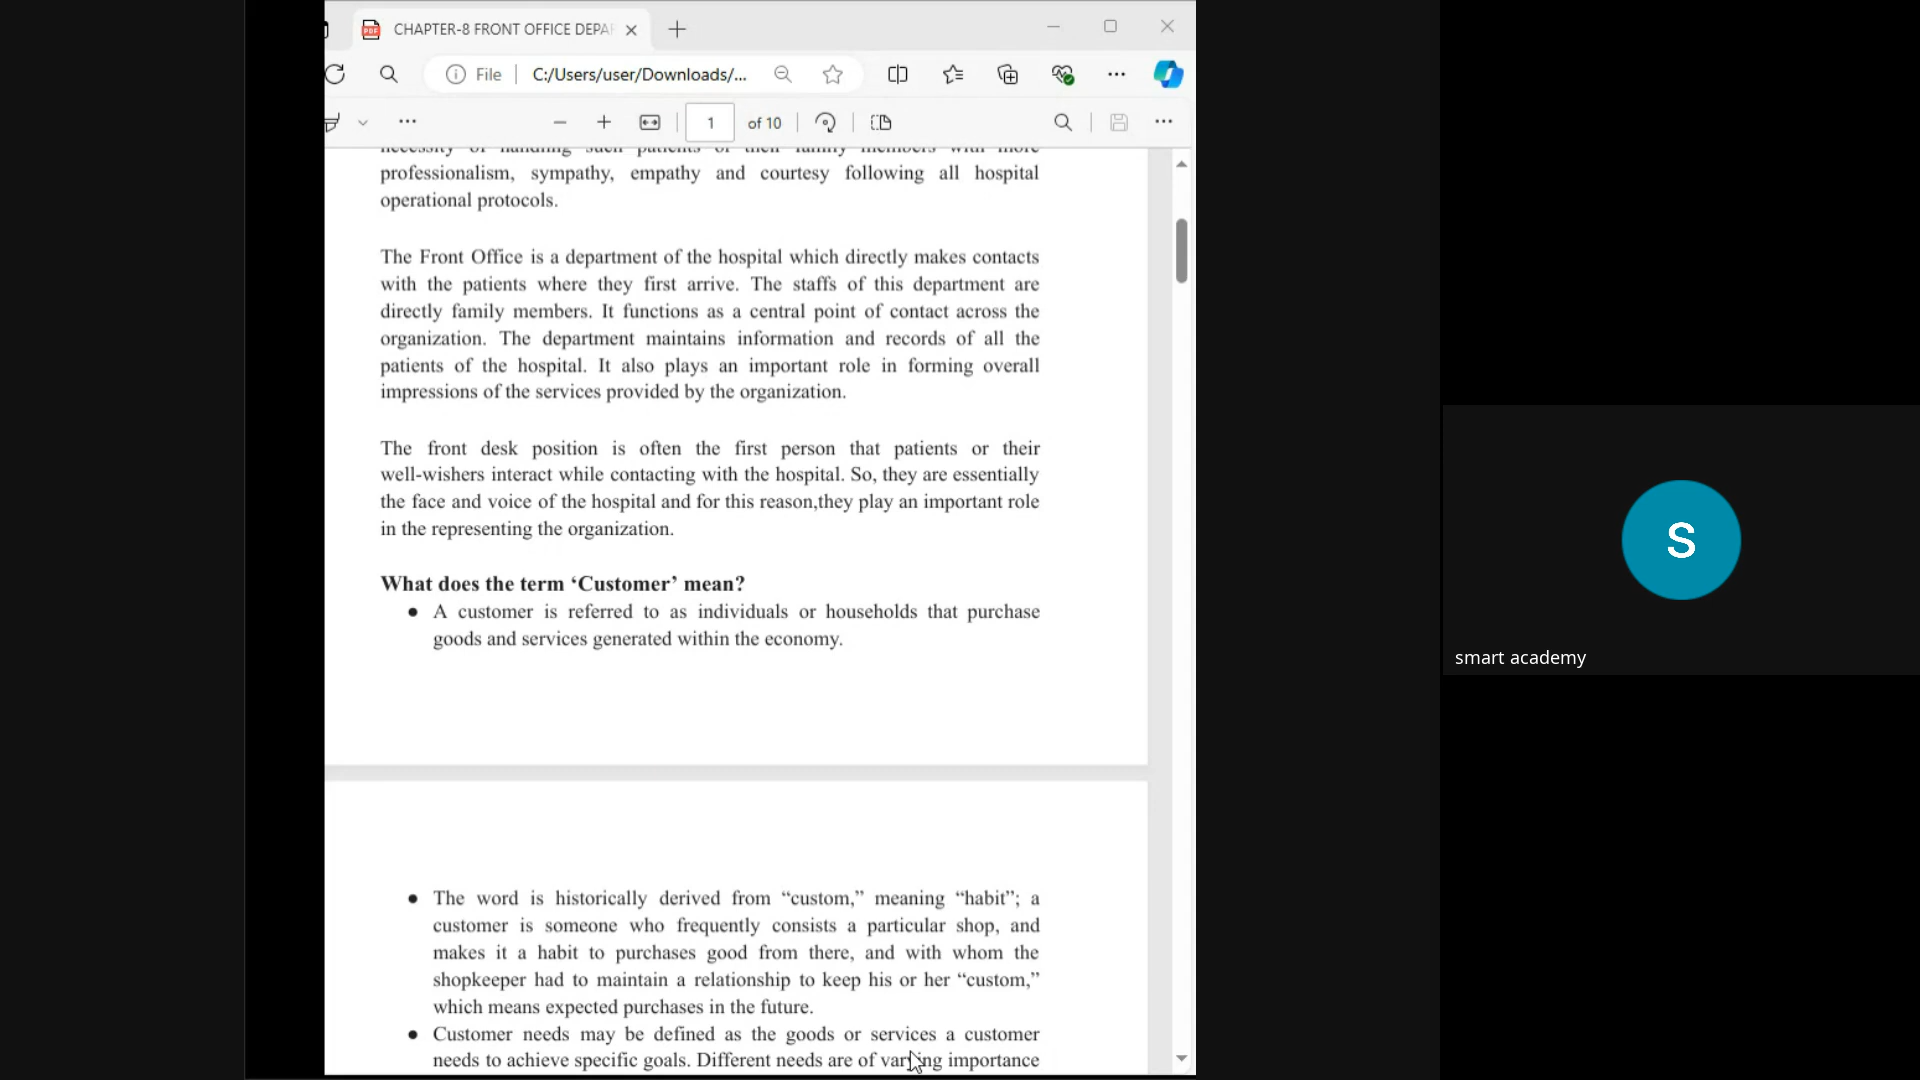 CHAPTER-8 FRONT OFFICE DEPA
File
C:/Users/user/Downloads/...
1 of 10
necessity of handling such patients or their family members with more
professionalism, sympathy, empathy and courtesy following all hospital
operational protocols.
The Front Office is a department of the hospital which directly makes contacts
with the patients where they first arrive. The staffs of this department are
directly family members. It functions as a central point of contact across the
organization. The department maintains information and records of all the
patients of the hospital. It also plays an important role in forming overall
impressions of the services provided by the organization.
The front desk position is often the first person that patients or their
well-wishers interact while contacting with the hospital. So, they are essentially
the face and voice of the hospital and for this reason,they play an important role
in the representing the organization.
What does the term ‘Customer’ mean?
● A customer is referred to as individuals or households that purchase
goods and services generated within the economy.
● The word is historically derived from “custom,” meaning “habit”; a
customer is someone who frequently consists a particular shop, and
makes it a habit to purchases good from there, and with whom the
shopkeeper had to maintain a relationship to keep his or her “custom,”
which means expected purchases in the future.
● Customer needs may be defined as the goods or services a customer
needs to achieve specific goals. Different needs are of varying importance
S
smart academy